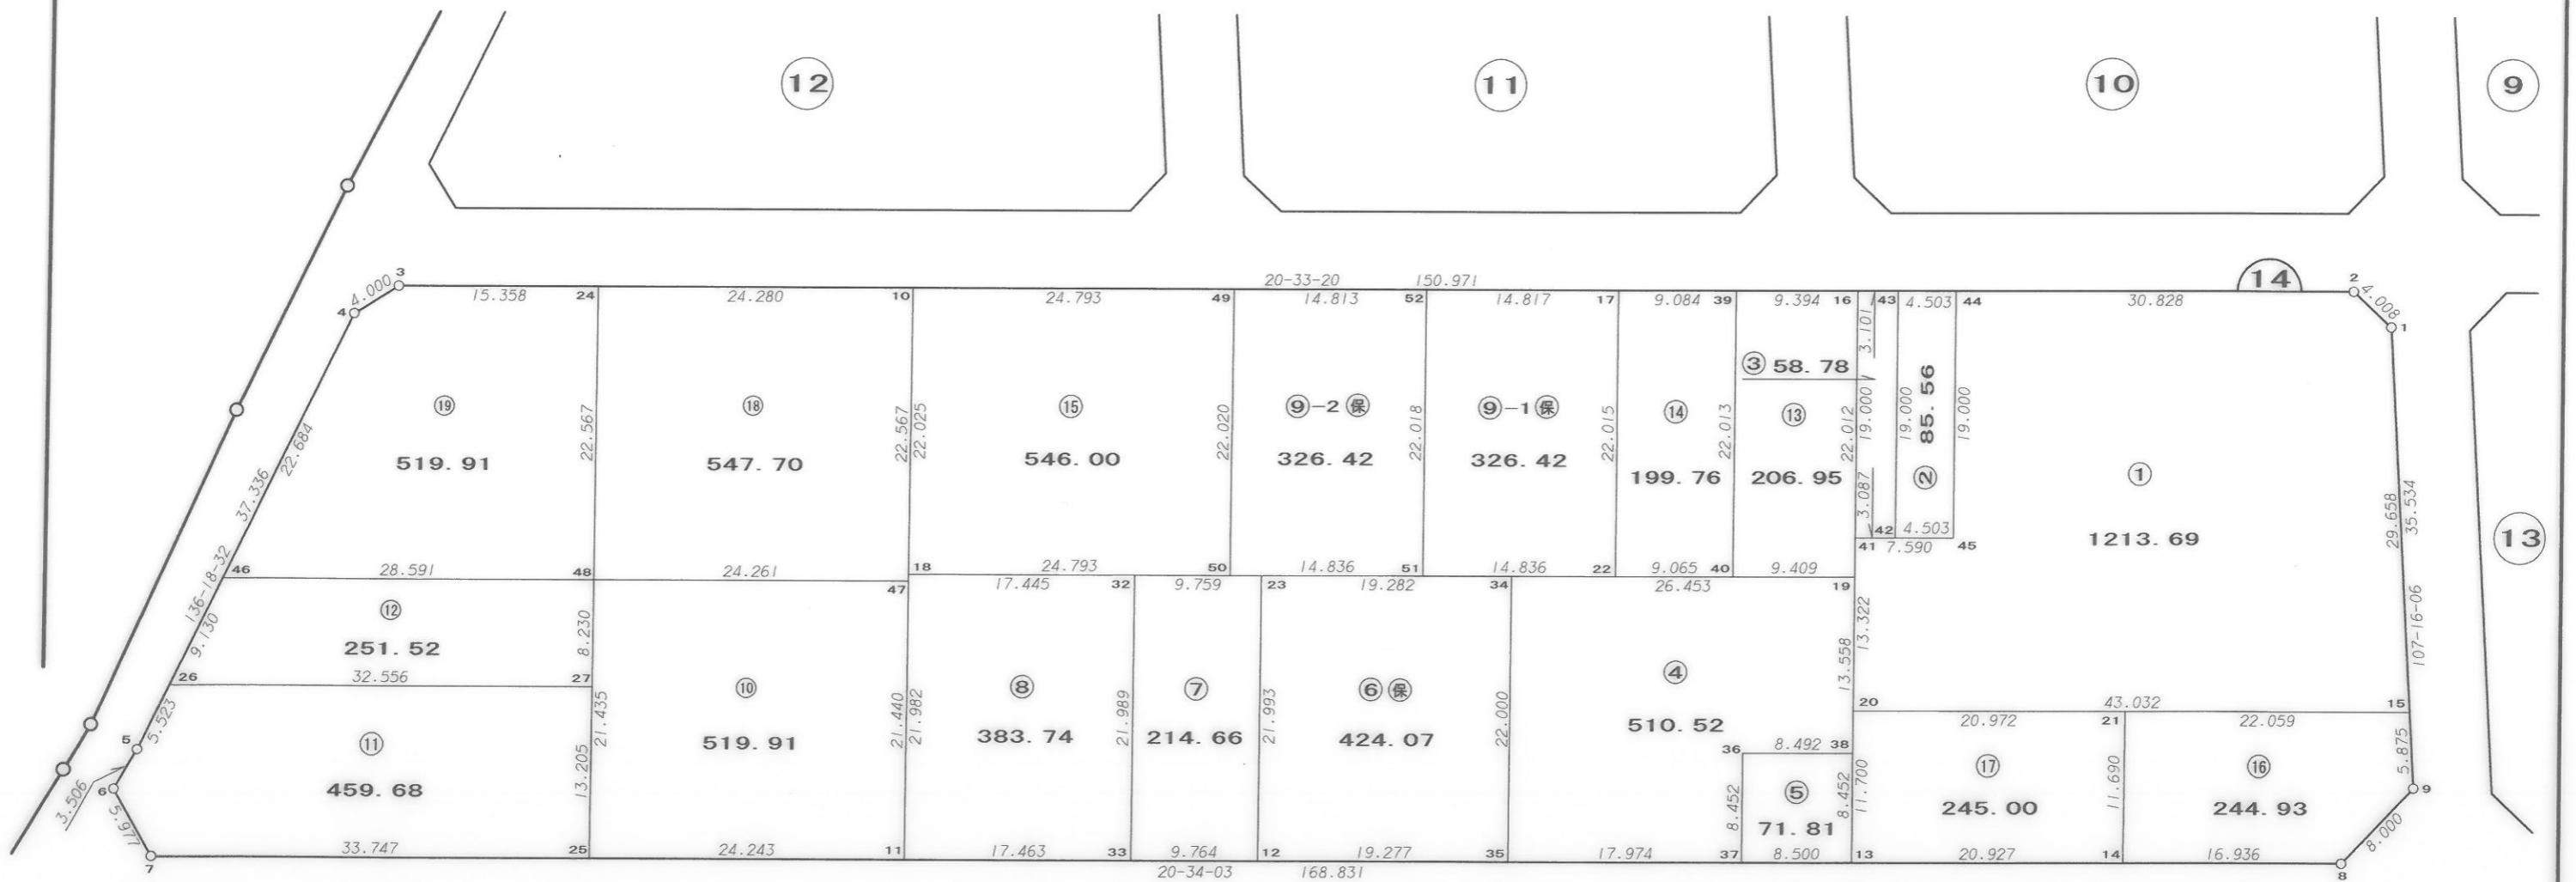 ⑫ ⑪ ⑩ ⑨
20-33-20 150.971
14
3 24 10 49 52 17 39 16 43 44 2
4.000 15.358 24.280 24.793 14.813 14.817 9.084 9.394 4.503 30.828 4.008
4 1
3.101
③ 58.78
⑲ ⑱ ⑮ ⑨-2㊭ ⑨-1㊭ ⑭ ⑬
22.684 22.567 22.567 22.025 22.020 22.018 22.015 22.013 22.012 19.000 19.000 85.56 19.000
519.91 547.70 546.00 326.42 326.42 199.76 206.95 ② ①
37.336 3.087 29.658 35.534
42 4.503 1213.69 ⑬
41 7.590 45
136-18-32
46 28.591 48 24.261 18 24.793 50 14.836 51 14.836 22 9.065 40 9.409
47 17.445 32 9.759 23 19.282 34 26.453 19
⑫ 107-16-06
9.130 251.52 8.230 13.558 13.322
26 32.556 27
⑩ ⑧ ⑦ ⑥㊭ ④
5.523 21.435 21.440 21.982 21.989 21.993 22.000
20 43.032 15
20.972 21 22.059
5 ⑪ 519.91 383.74 214.66 424.07 510.52
36 8.492 38
3.506 6 459.68 13.205 8.452 ⑤ 8.452 11.700 ⑰ 11.690 ⑯ 5.875 9
5.977 71.81 245.00 244.93 8.000
7 33.747 25 24.243 11 17.463 33 9.764 12 19.277 35 17.974 37 8.500 13 20.927 14 16.936 8
20-34-03 168.831